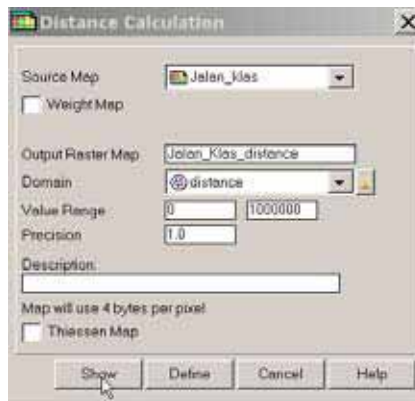 Distance Calculation
Source Map Jalan_klas
Weight Map
Output Raster Map Jalan_Klas_distance
Domain distance
Value Range 0 1000000
Precision 1.0
Description:
Map will use 4 bytes per pixel
Thiessen Map
Show Define Cancel Help